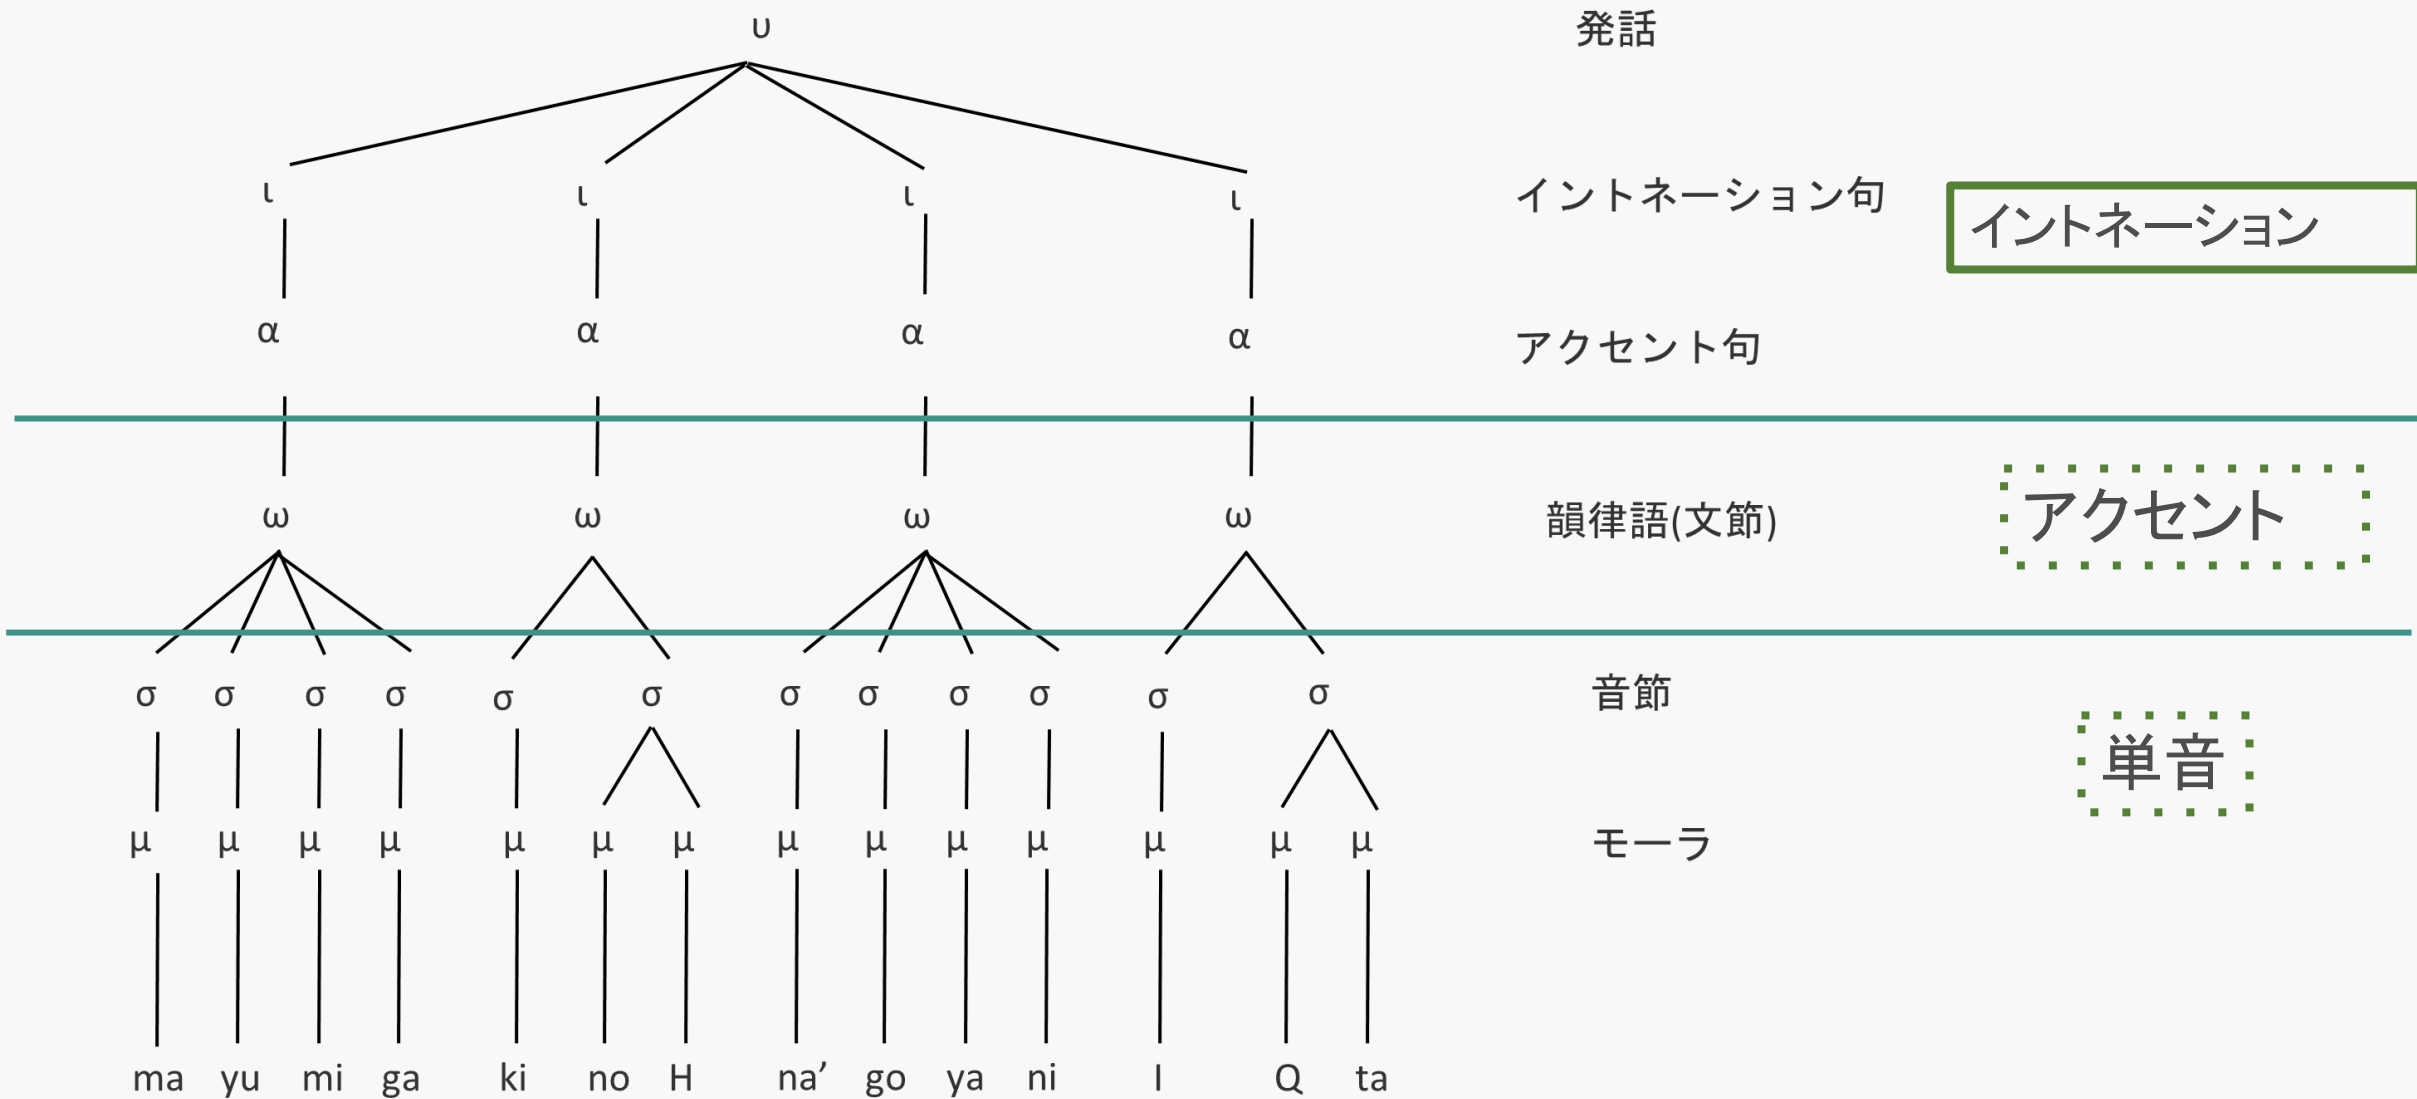 υ 発話
ι ι ι ι イントネーション句 イントネーション
α α α α アクセント句
ω ω ω ω 韻律語(文節) アクセント
σ σ σ σ σ σ σ σ σ σ σ σ 音節
単音
μ μ μ μ μ μ μ μ μ μ μ μ μ μ モーラ
ma yu mi ga ki no H na’ go ya ni I Q ta